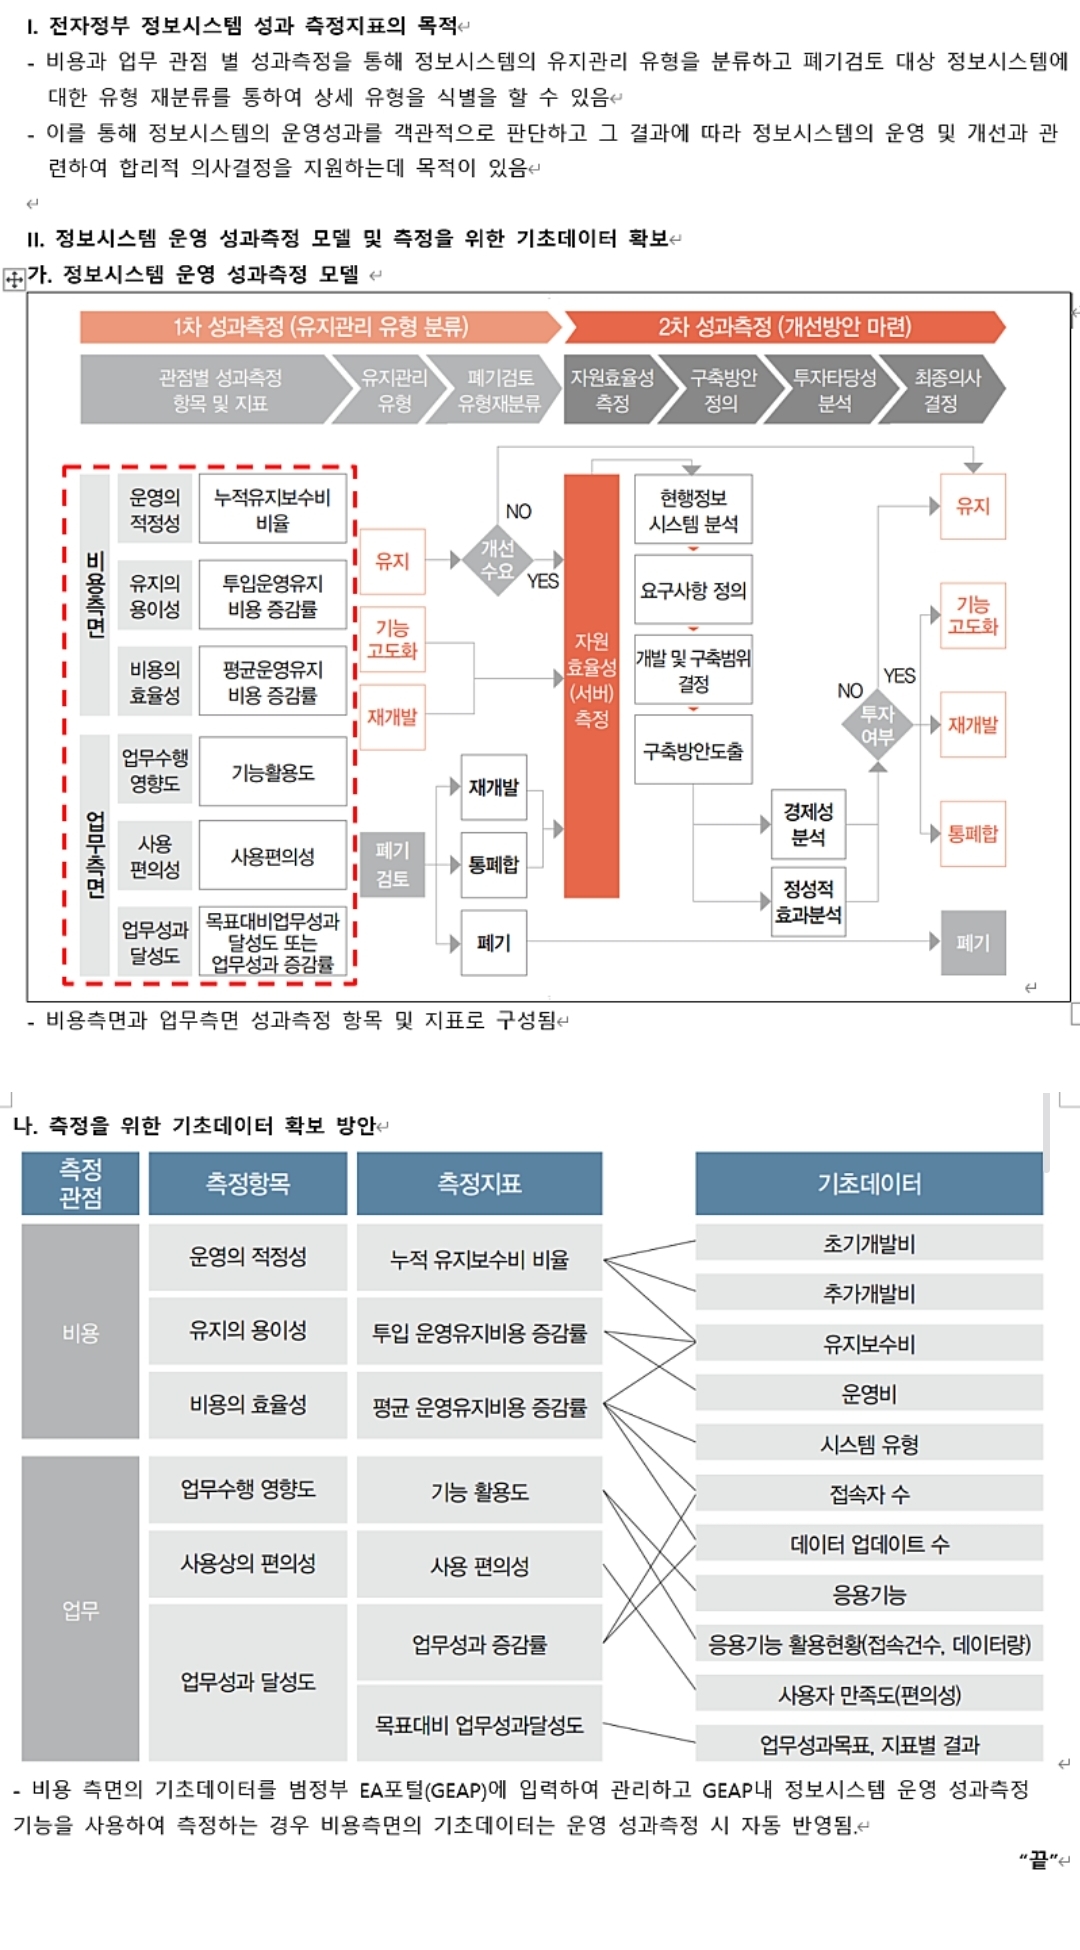 I. 전자정부 정보시스템 성과 측정지표의 목적
- 비용과 업무 관점 별 성과측정을 통해 정보시스템의 유지관리 유형을 분류하고 폐기검토 대상 정보시스템에
대한 유형 재분류를 통하여 상세 유형을 식별을 할 수 있음
- 이를 통해 정보시스템의 운영성과를 객관적으로 판단하고 그 결과에 따라 정보시스템의 운영 및 개선과 관
련하여 합리적 의사결정을 지원하는데 목적이 있음
II. 정보시스템 운영 성과측정 모델 및 측정을 위한 기초데이터 확보
가. 정보시스템 운영 성과측정 모델
1차 성과측정 (유지관리 유형 분류)
2차 성과측정 (개선방안 마련)
관점별 성과측정
항목 및 지표
유지관리
유형
폐기검토
유형재분류
자원효율성
측정
구축방안
정의
투자타당성
분석
최종의사
결정
비용측면
운영의
적정성
누적유지보수비
비율
유지의
용이성
투입운영유지
비용 증감률
비용의
효율성
평균운영유지
비용 증감률
업무측면
업무수행
영향도
기능활용도
사용
편의성
사용편의성
업무성과
달성도
목표대비업무성과
달성도 또는
업무성과 증감률
유지
기능
고도화
재개발
폐기
검토
개선
수요
NO
YES
재개발
통폐합
폐기
자원
효율성
(서버)
측정
현행정보
시스템 분석
요구사항 정의
개발 및 구축범위
결정
구축방안도출
경제성
분석
정성적
효과분석
NO
YES
투자
여부
유지
기능
고도화
재개발
통폐합
폐기
- 비용측면과 업무측면 성과측정 항목 및 지표로 구성됨
나. 측정을 위한 기초데이터 확보 방안
측정
관점
측정항목
측정지표
기초데이터
비용
운영의 적정성
누적 유지보수비 비율
유지의 용이성
투입 운영유지비용 증감률
비용의 효율성
평균 운영유지비용 증감률
업무
업무수행 영향도
기능 활용도
사용상의 편의성
사용 편의성
업무성과 달성도
업무성과 증감률
목표대비 업무성과달성도
초기개발비
추가개발비
유지보수비
운영비
시스템 유형
접속자 수
데이터 업데이트 수
응용기능
응용기능 활용현황(접속건수, 데이터량)
사용자 만족도(편의성)
업무성과목표, 지표별 결과
- 비용 측면의 기초데이터를 범정부 EA포털(GEAP)에 입력하여 관리하고 GEAP내 정보시스템 운영 성과측정
기능을 사용하여 측정하는 경우 비용측면의 기초데이터는 운영 성과측정 시 자동 반영됨.
“끝”